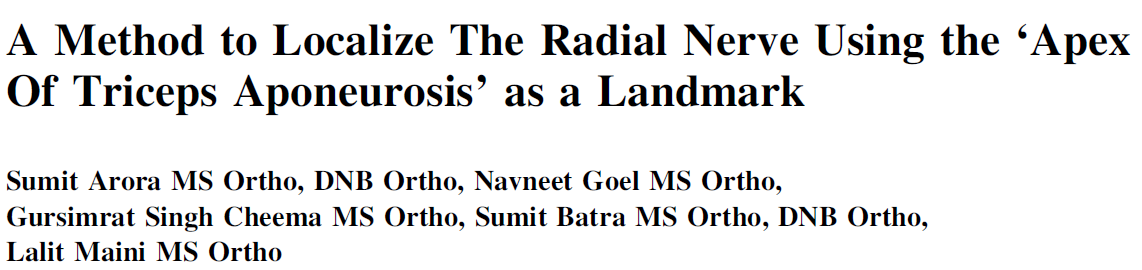 A Method to Localize The Radial Nerve Using the ‘Apex
Of Triceps Aponeurosis’ as a Landmark
Sumit Arora MS Ortho, DNB Ortho, Navneet Goel MS Ortho,
Gursimrat Singh Cheema MS Ortho, Sumit Batra MS Ortho, DNB Ortho,
Lalit Maini MS Ortho